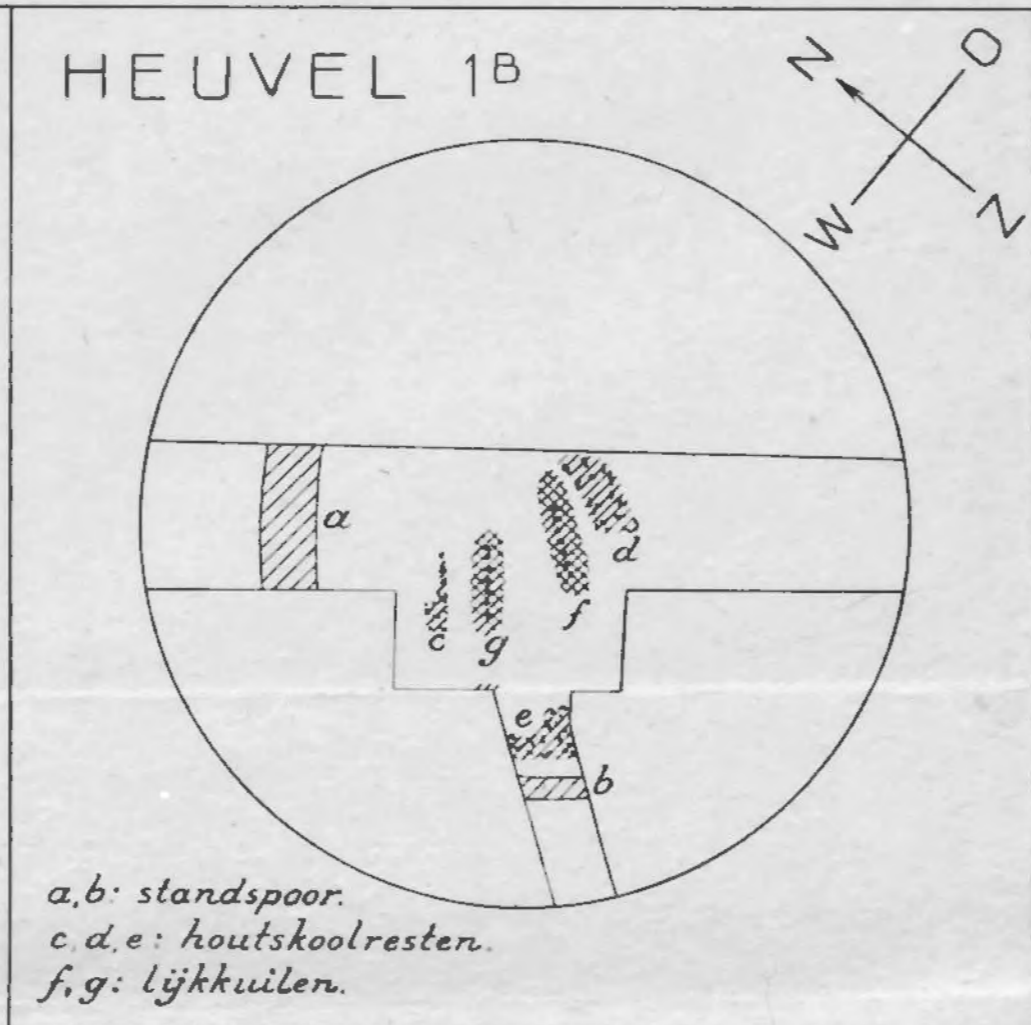 HEUVEL 1B
N O
W Z
a
d
c g f
e
b
a,b: standspoor.
c,d,e: houtskoolresten.
f,g: lijkkuilen.